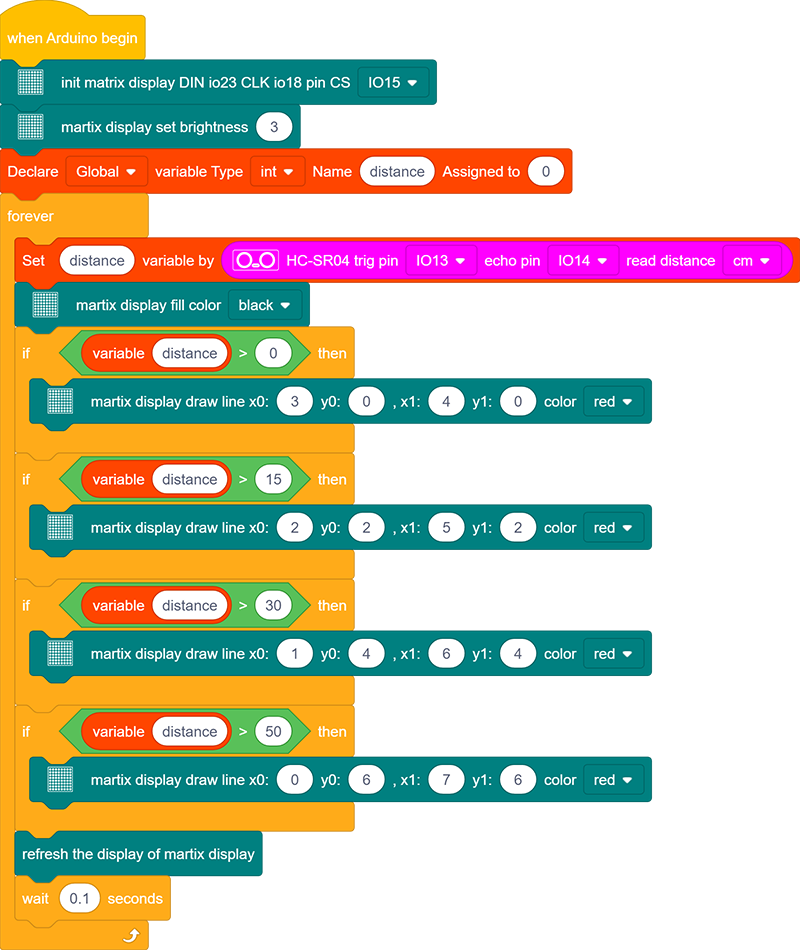 when Arduino begin
init matrix display DIN io23 CLK io18 pin CS IO15
martix display set brightness 3
Declare Global variable Type int Name distance Assigned to 0
forever
Set distance variable by HC-SR04 trig pin IO13 echo pin IO14 read distance cm
martix display fill color black
if variable distance > 0 then
martix display draw line x0: 3 y0: 0 , x1: 4 y1: 0 color red
if variable distance > 15 then
martix display draw line x0: 2 y0: 2 , x1: 5 y1: 2 color red
if variable distance > 30 then
martix display draw line x0: 1 y0: 4 , x1: 6 y1: 4 color red
if variable distance > 50 then
martix display draw line x0: 0 y0: 6 , x1: 7 y1: 6 color red
refresh the display of martix display
wait 0.1 seconds